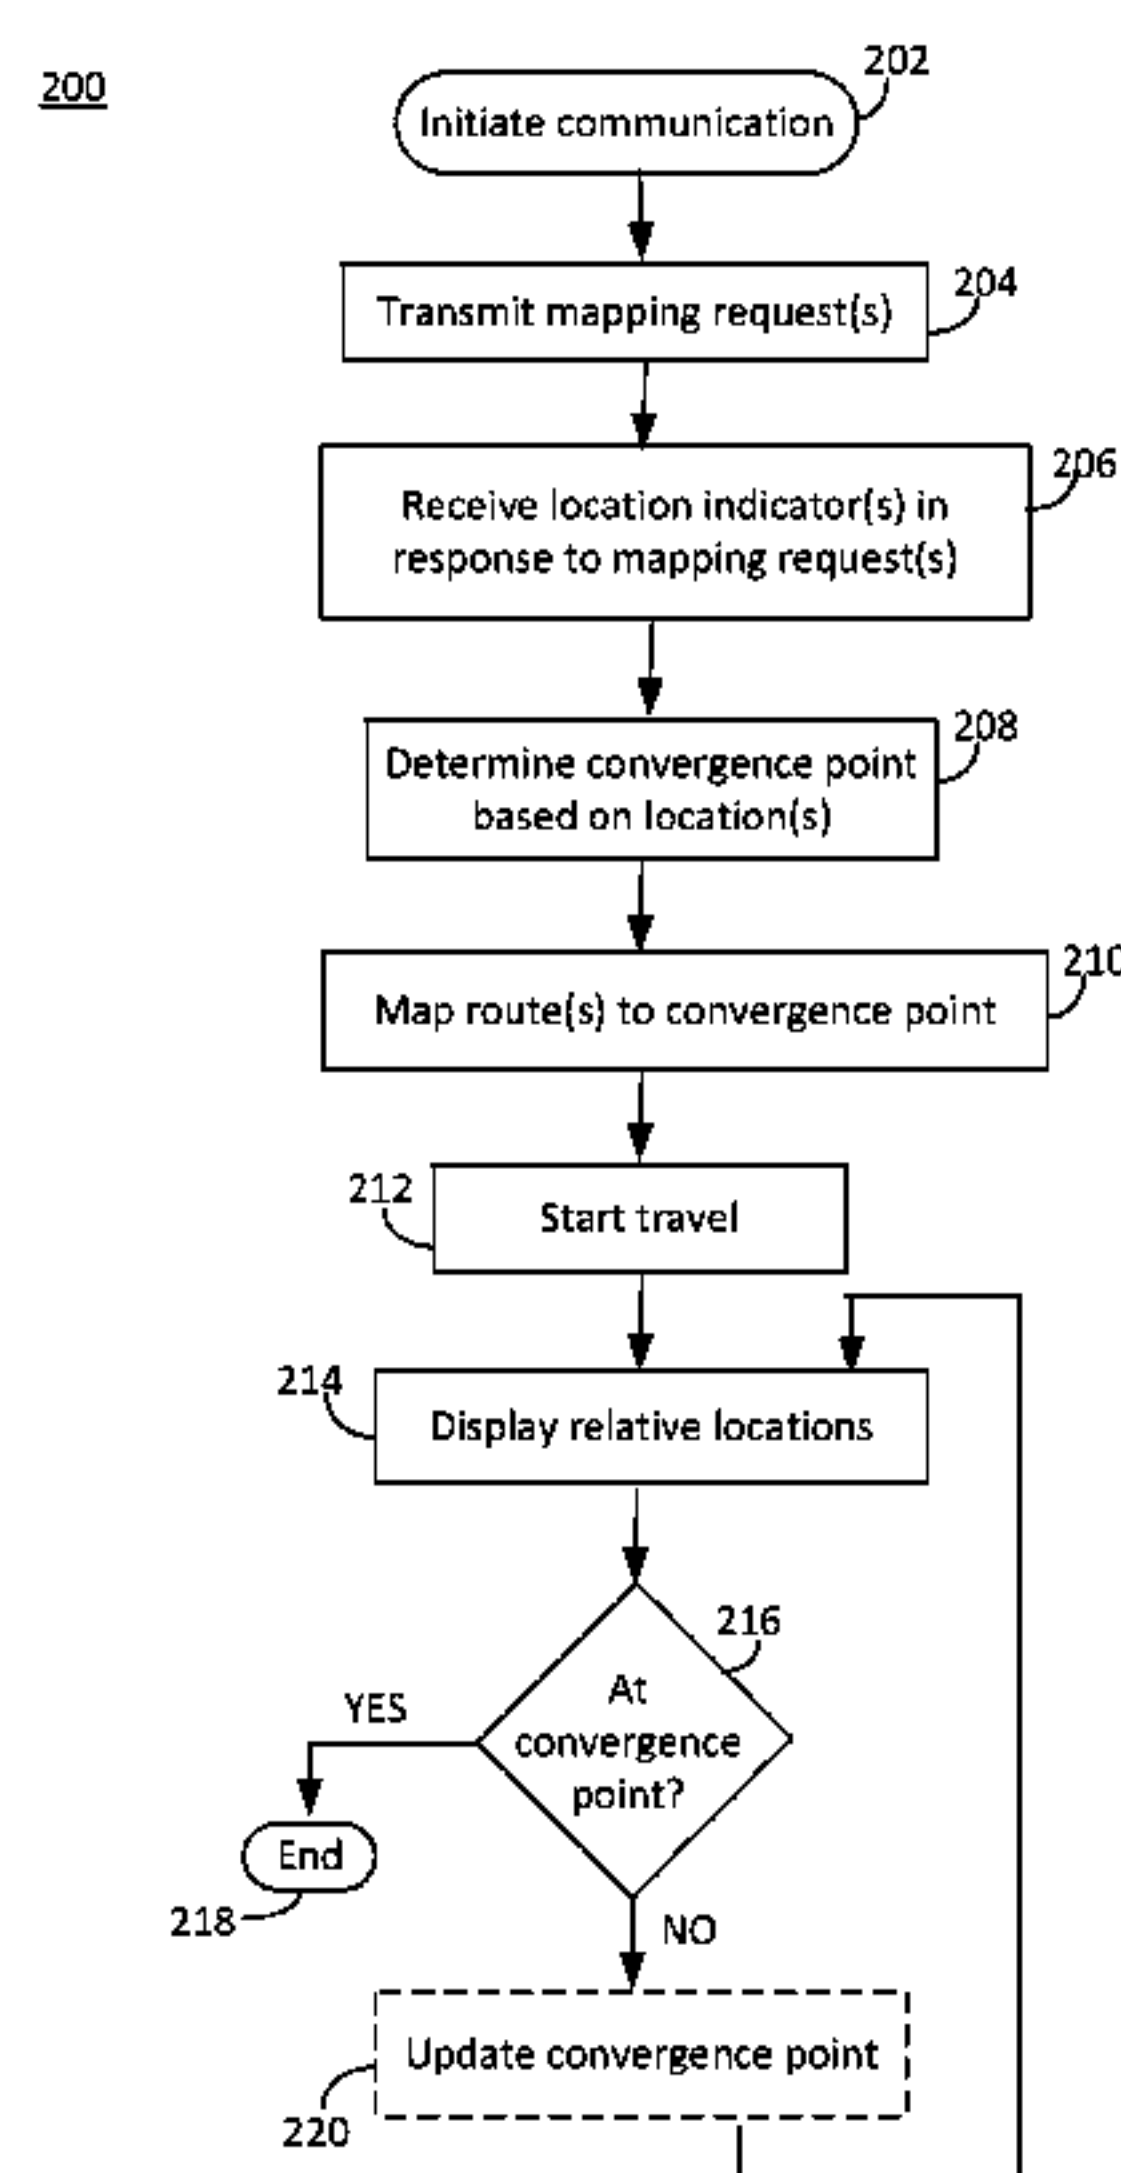 200
202
Initiate communication
204
Transmit mapping request(s)
206
Receive location indicator(s) in
response to mapping request(s)
208
Determine convergence point
based on location(s)
210
Map route(s) to convergence point
212
Start travel
214
Display relative locations
216
At
convergence
point?
YES
End
218
NO
Update convergence point
220